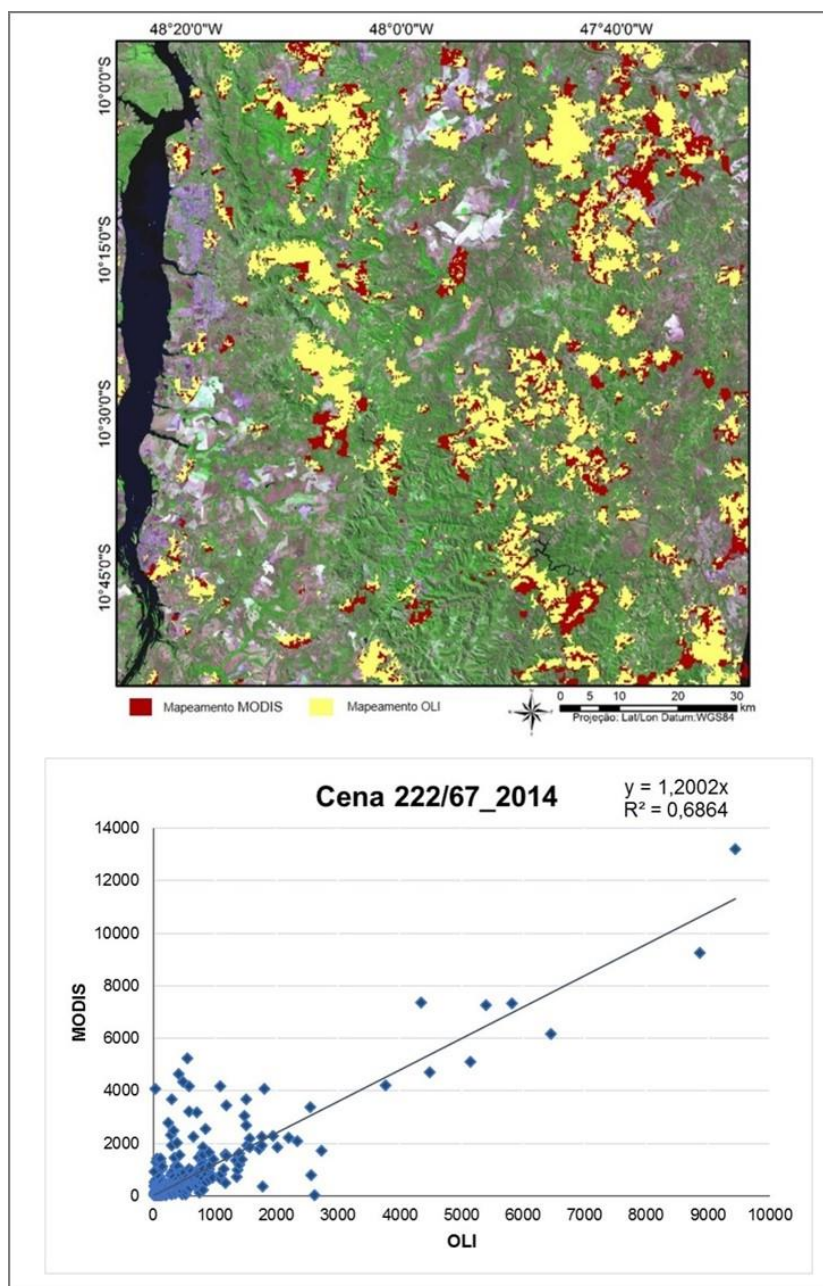 48°20'0"W 48°0'0"W 47°40'0"W
10°0'0"S
10°15'0"S
10°30'0"S
10°45'0"S
Mapeamento MODIS Mapeamento OLI
0 5 10 20 30
km
Projeção: Lat/Lon Datum:WGS84
Cena 222/67_2014
y = 1,2002x
R² = 0,6864
14000
12000
10000
8000
6000
4000
2000
0
MODIS
0 1000 2000 3000 4000 5000 6000 7000 8000 9000 10000
OLI